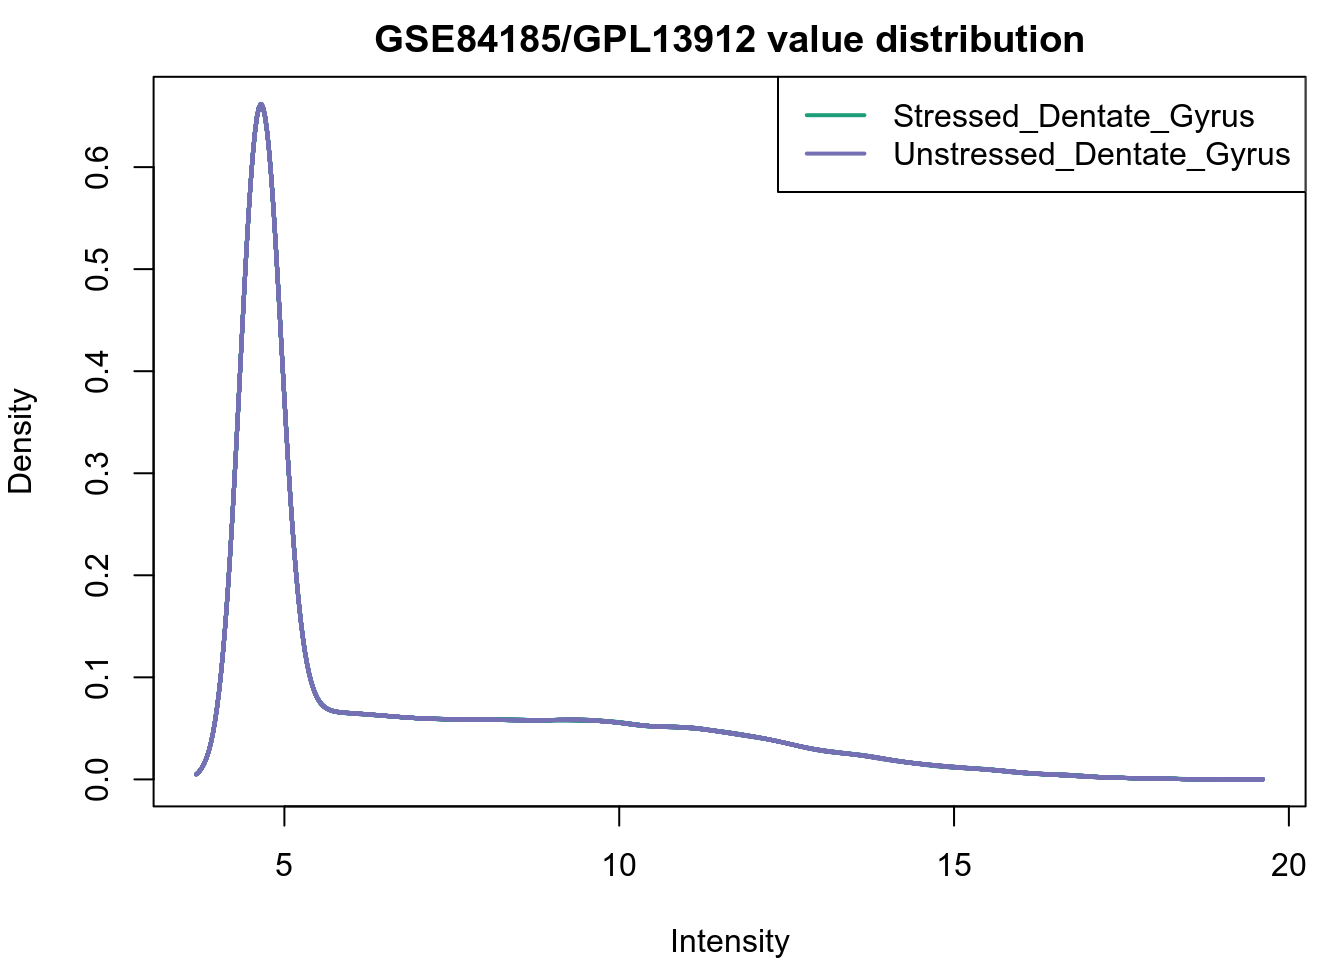 GSE84185/GPL13912 value distribution
Stressed_Dentate_Gyrus
Unstressed_Dentate_Gyrus
0.6
0.5
0.4
0.3
0.2
0.1
0.0
Density
5 10 15 20
Intensity